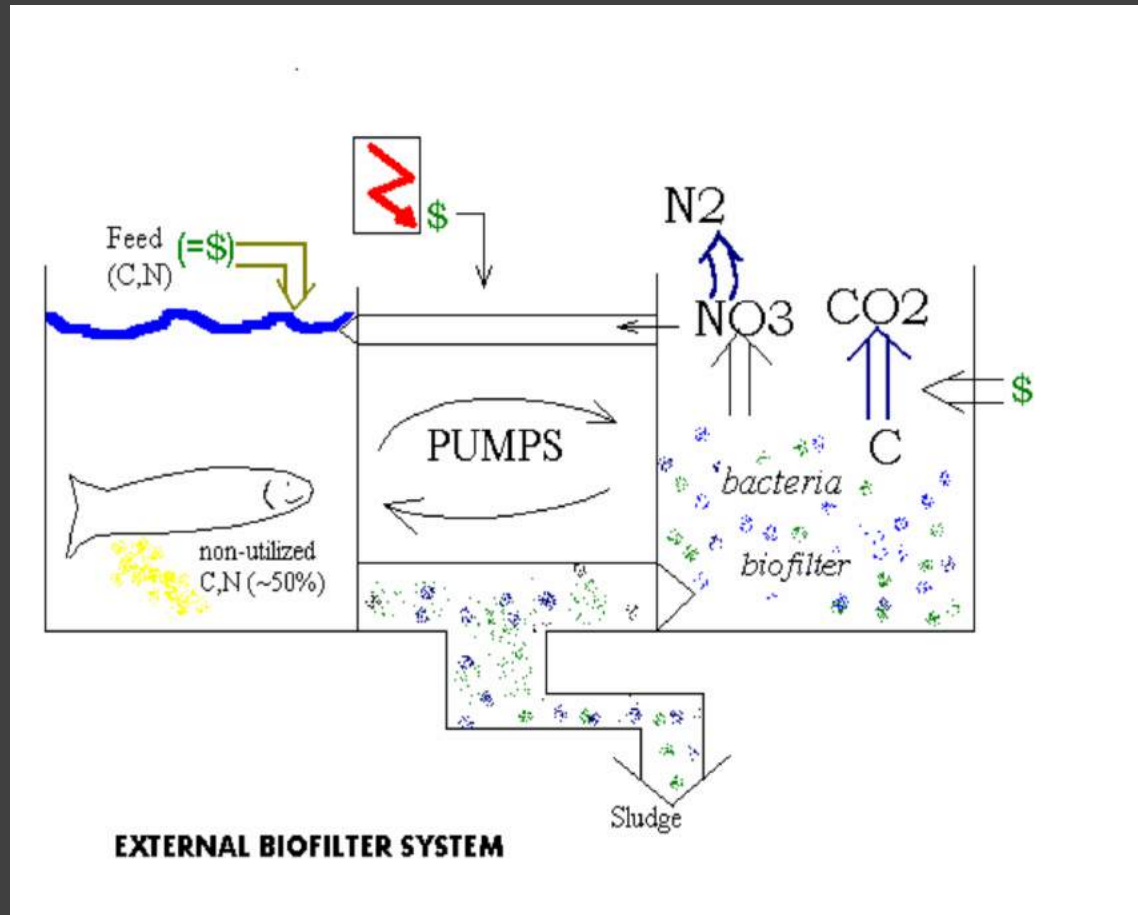 $
N2
Feed (=$)
(C,N)
NO3
CO2
$
PUMPS
C
bacteria
non-utilized
C,N (~50%)
biofilter
Sludge
EXTERNAL BIOFILTER SYSTEM